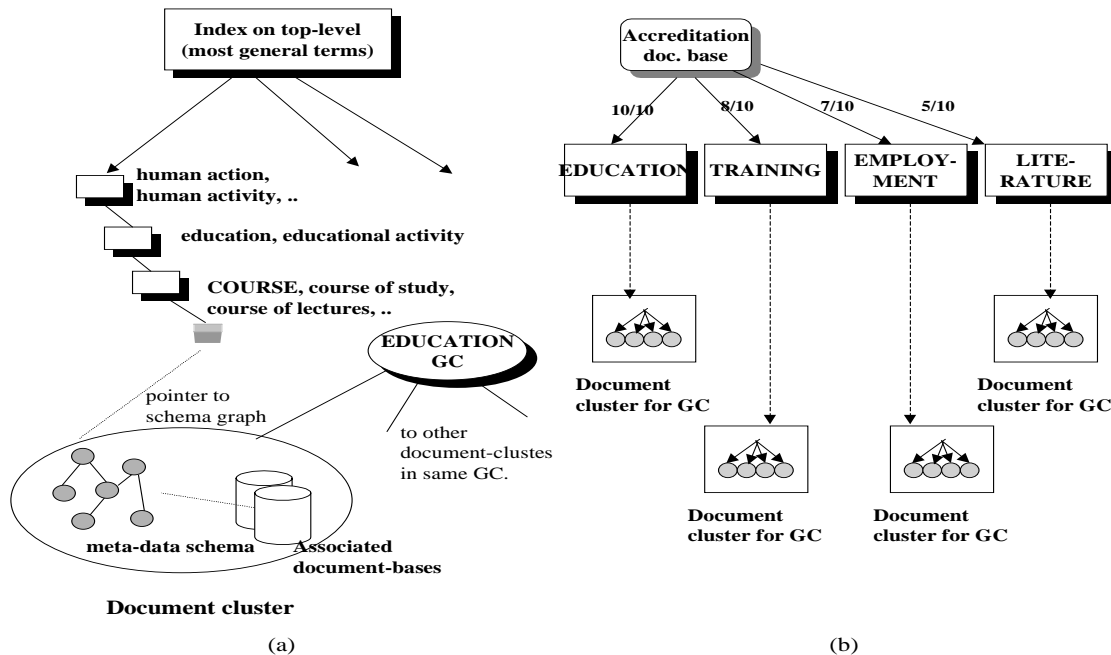 Index on top-level
(most general terms)
human action,
human activity, ..
education, educational activity
COURSE, course of study,
course of lectures, ..
EDUCATION
GC
pointer to
schema graph
to other
document-clustes
in same GC.
meta-data schema
Associated
document-bases
Document cluster
(a)
Accreditation
doc. base
10/10
8/10
7/10
5/10
EDUCATION
TRAINING
EMPLOY-
MENT
LITE-
RATURE
Document
cluster for GC
Document
cluster for GC
Document
cluster for GC
Document
cluster for GC
(b)